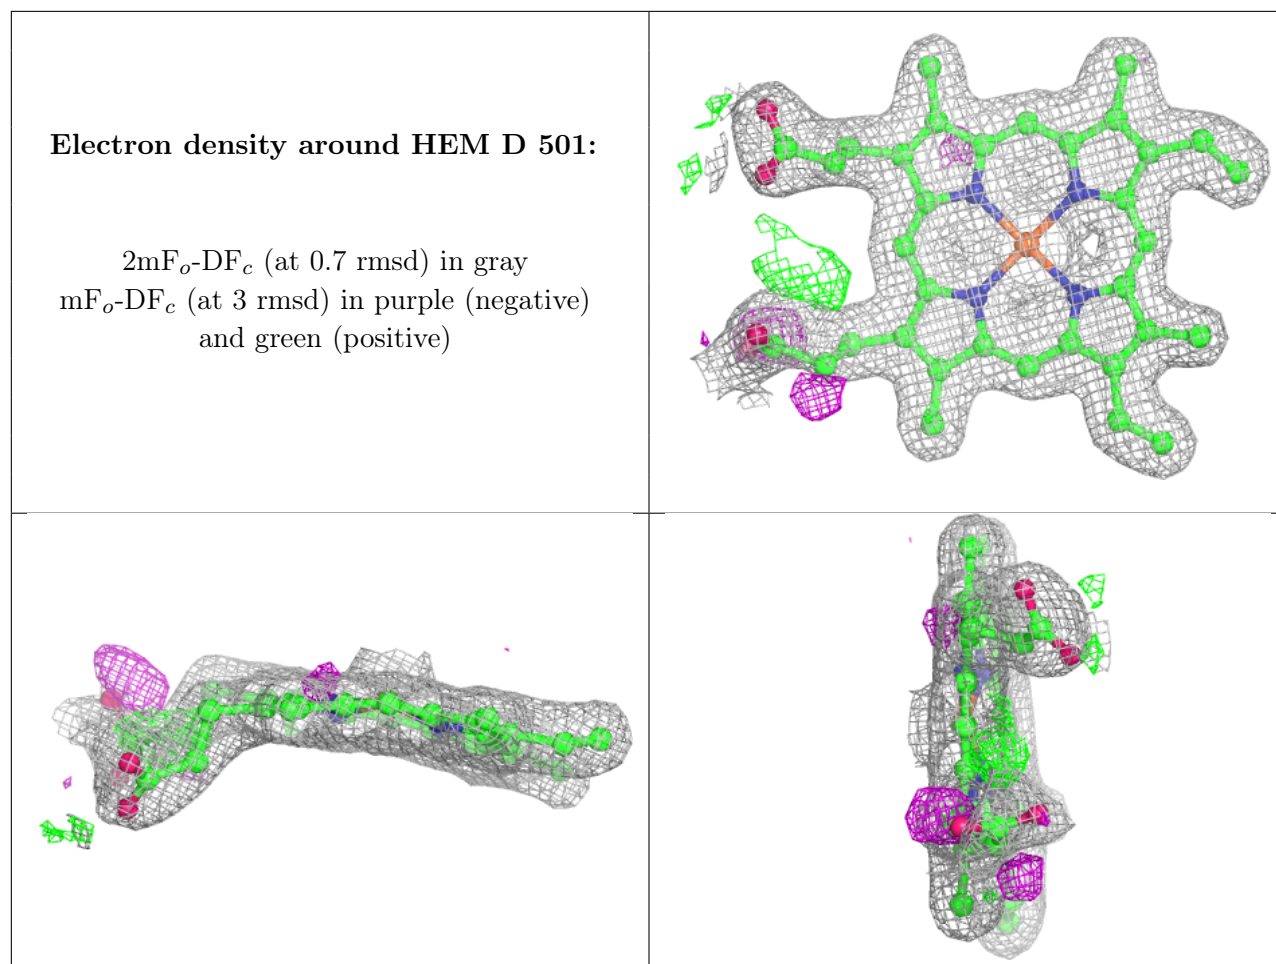 Electron density around HEM D 501:
2mFₒ-DF𝒸 (at 0.7 rmsd) in gray
mFₒ-DF𝒸 (at 3 rmsd) in purple (negative)
and green (positive)